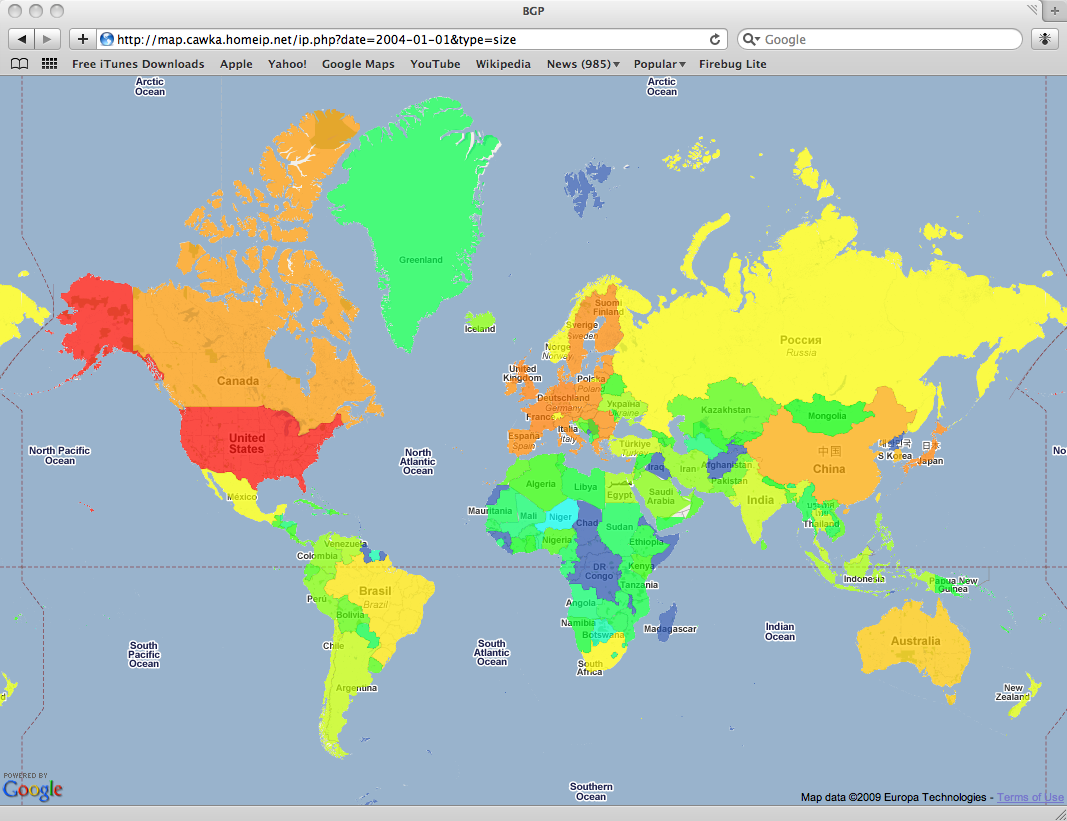 BGP
http://map.cawka.homeip.net/ip.php?date=2004-01-01&type=size
Google
Free iTunes Downloads Apple Yahoo! Google Maps YouTube Wikipedia News (985) Popular Firebug Lite
Arctic
Ocean
Arctic
Ocean
Greenland
Iceland
Suomi
Finland
Sverige
Sweden
Norge
Norway
Россия
Russia
United
Kingdom
Canada
Polska
Poland
Deutschland
Germany
Україна
Ukraine
Kazakhstan
Mongolia
France
Italia
Italy
España
Spain
United
States
Türkiye
Turkey
中国
China
S Korea
日本
Japan
North Pacific
Ocean
North
Atlantic
Ocean
No
Iraq
Iran
Afghanistan
Pakistan
Algeria
Libya
Egypt
Saudi
Arabia
India
México
Mauritania
Mali
Niger
Chad
Sudan
Thailand
Nigeria
Ethiopia
Venezuela
Colombia
DR
Congo
Kenya
Tanzania
Indonesia
Papua New
Guinea
Brasil
Brazil
Perú
Bolivia
Angola
Namibia
Botswana
Madagascar
Indian
Ocean
Australia
Chile
South
Pacific
Ocean
South
Atlantic
Ocean
South
Africa
Argentina
New
Zealand
d
POWERED BY
Google
Southern
Ocean
Map data ©2009 Europa Technologies - Terms of Use